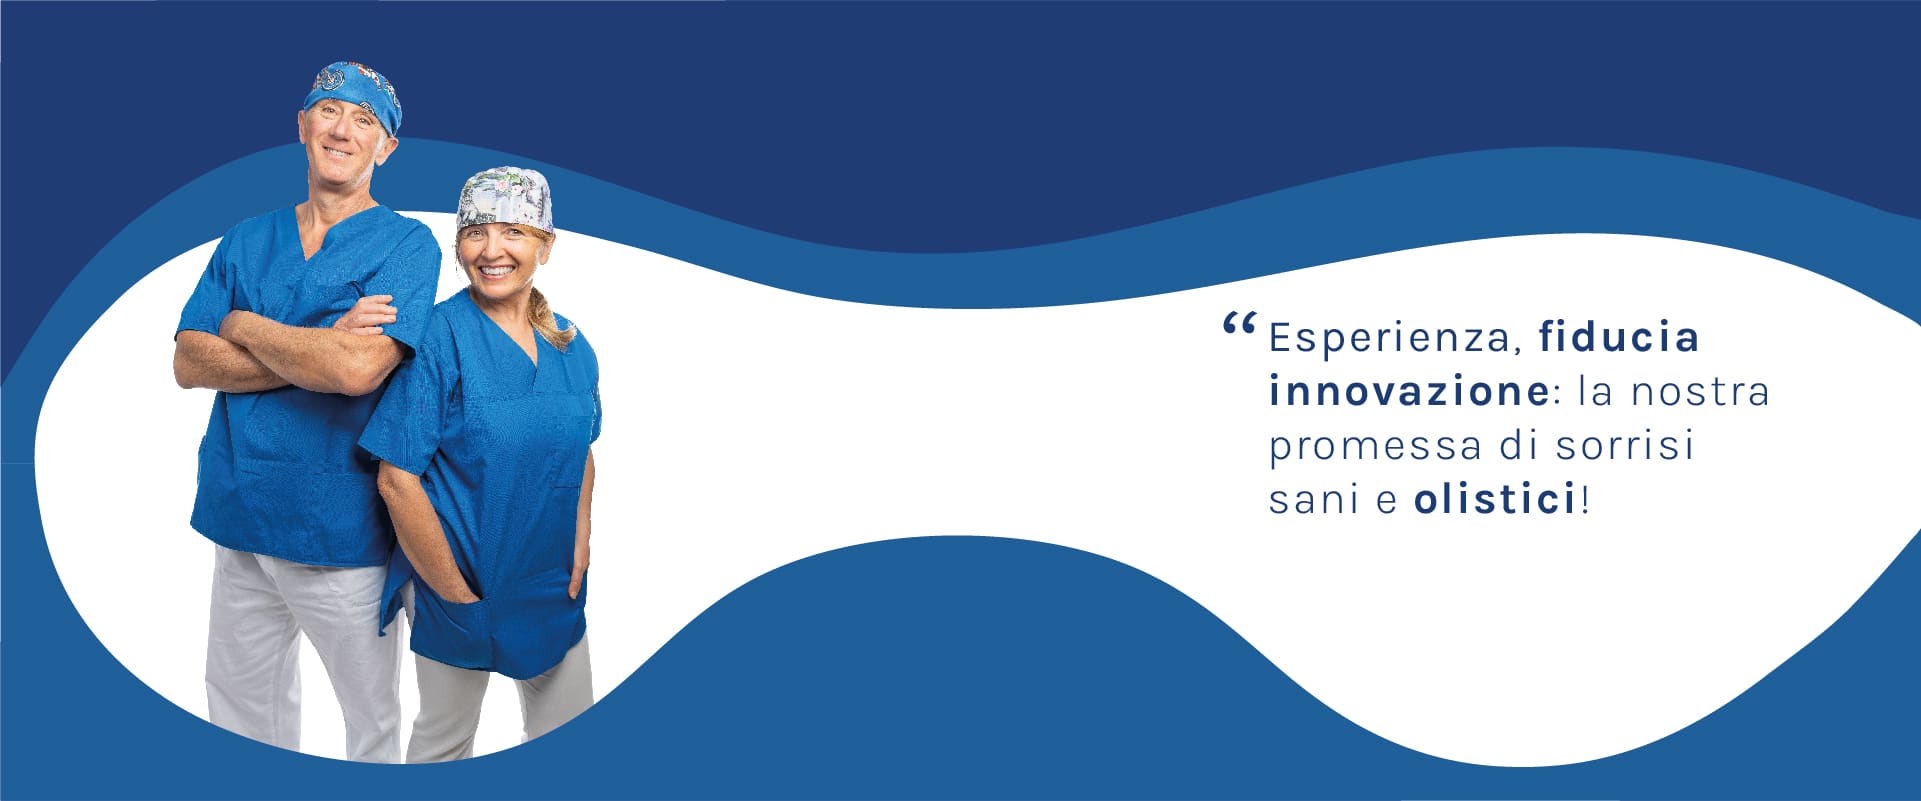 “Esperienza, fiducia
innovazione: la nostra
promessa di sorrisi
sani e olistici!